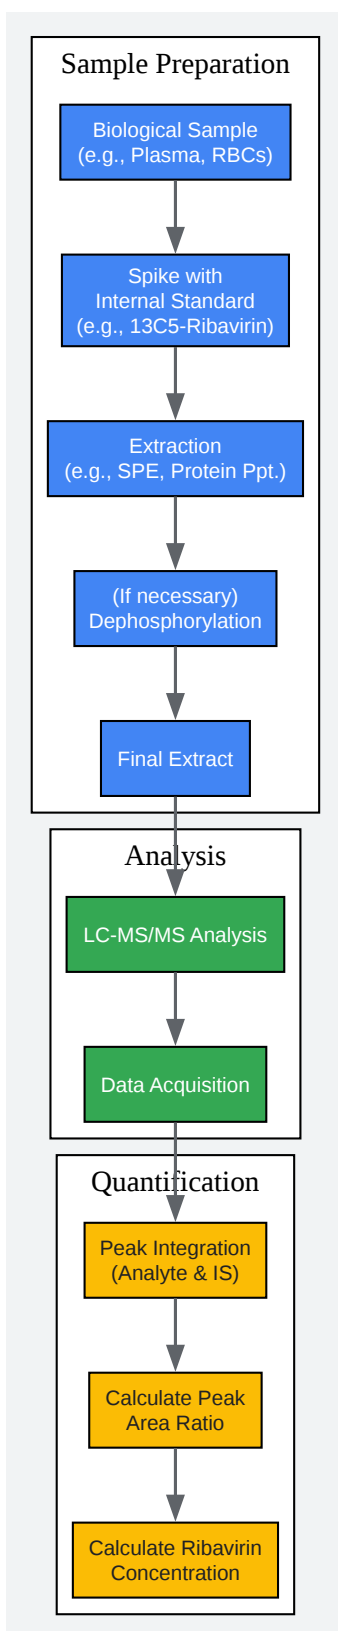 Sample Preparation
Biological Sample
(e.g., Plasma, RBCs)
Spike with
Internal Standard
(e.g., 13C5-Ribavirin)
Extraction
(e.g., SPE, Protein Ppt.)
(If necessary)
Dephosphorylation
Final Extract
Analysis
LC-MS/MS Analysis
Data Acquisition
Quantification
Peak Integration
(Analyte & IS)
Calculate Peak
Area Ratio
Calculate Ribavirin
Concentration